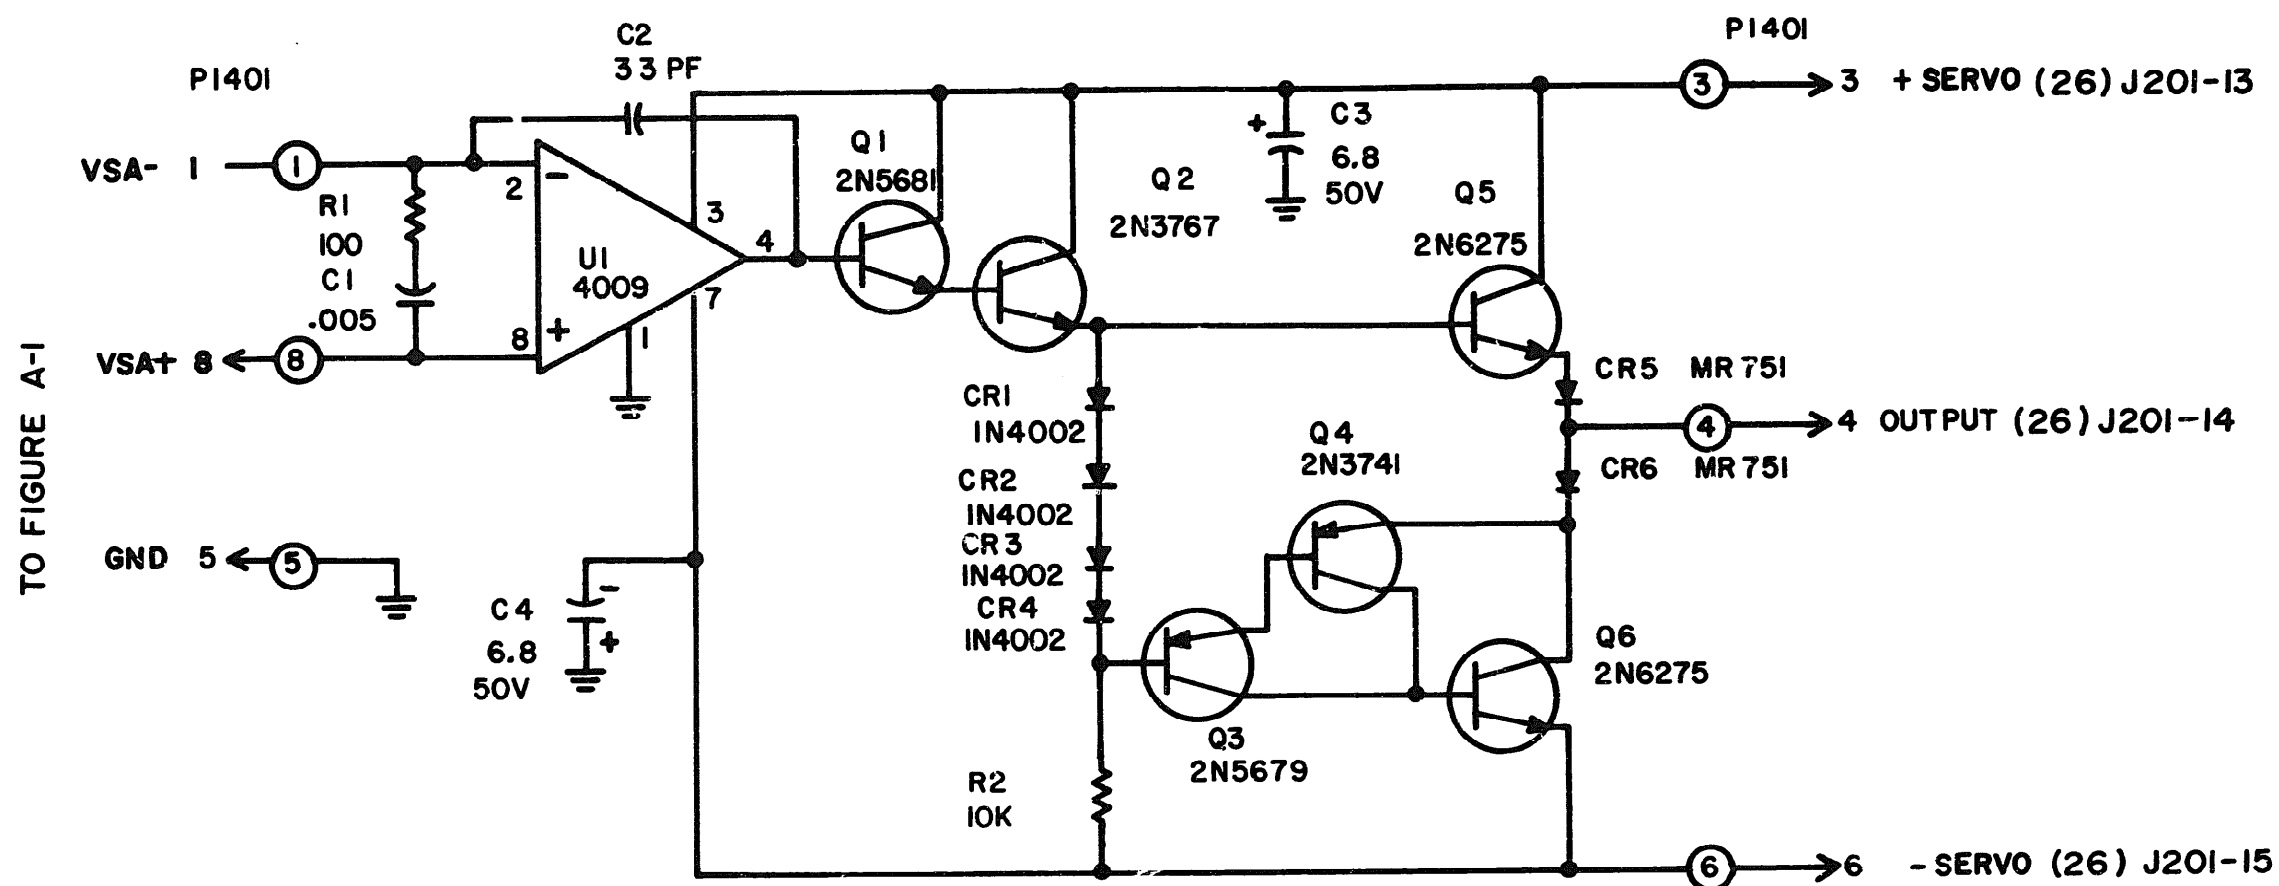 C2
33 PF
P1401
P1401
3
3 + SERVO (26) J201-13
VSA- 1
1
2
-
3
4
U1
4009
7
8
+
1
R1
100
C1
.005
VSA+ 8
8
Q1
2N5681
Q2
2N3767
+
C3
6.8
50V
Q5
2N6275
CR5 MR751
4
4 OUTPUT (26) J201-14
CR6 MR751
CR1
IN4002
CR2
IN4002
CR3
IN4002
CR4
IN4002
Q4
2N3741
TO FIGURE A-1
GND 5
5
-
C4
6.8
50V
+
Q3
2N5679
Q6
2N6275
R2
10K
6
6 - SERVO (26) J201-15